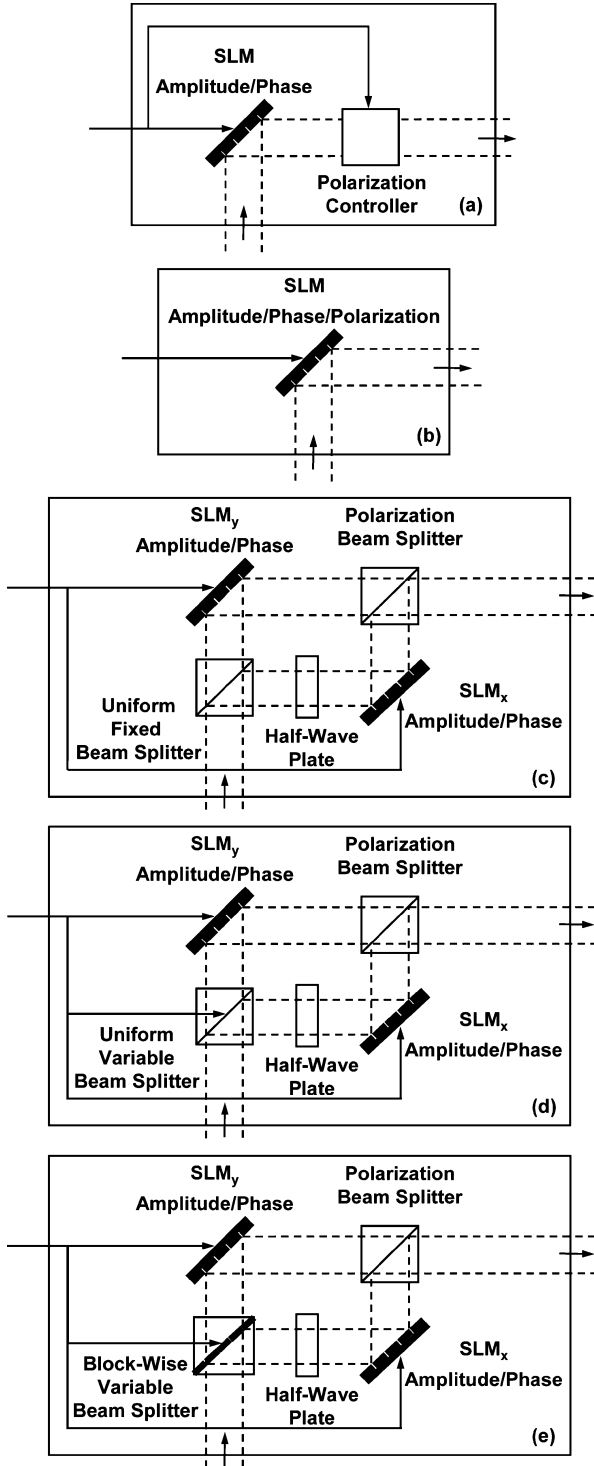 SLM
Amplitude/Phase
Polarization
Controller
(a)
SLM
Amplitude/Phase/Polarization
(b)
SLMy
Amplitude/Phase
Polarization
Beam Splitter
Uniform
Fixed
Beam Splitter
Half-Wave
Plate
SLMx
Amplitude/Phase
(c)
SLMy
Amplitude/Phase
Polarization
Beam Splitter
Uniform
Variable
Beam Splitter
Half-Wave
Plate
SLMx
Amplitude/Phase
(d)
SLMy
Amplitude/Phase
Polarization
Beam Splitter
Block-Wise
Variable
Beam Splitter
Half-Wave
Plate
SLMx
Amplitude/Phase
(e)